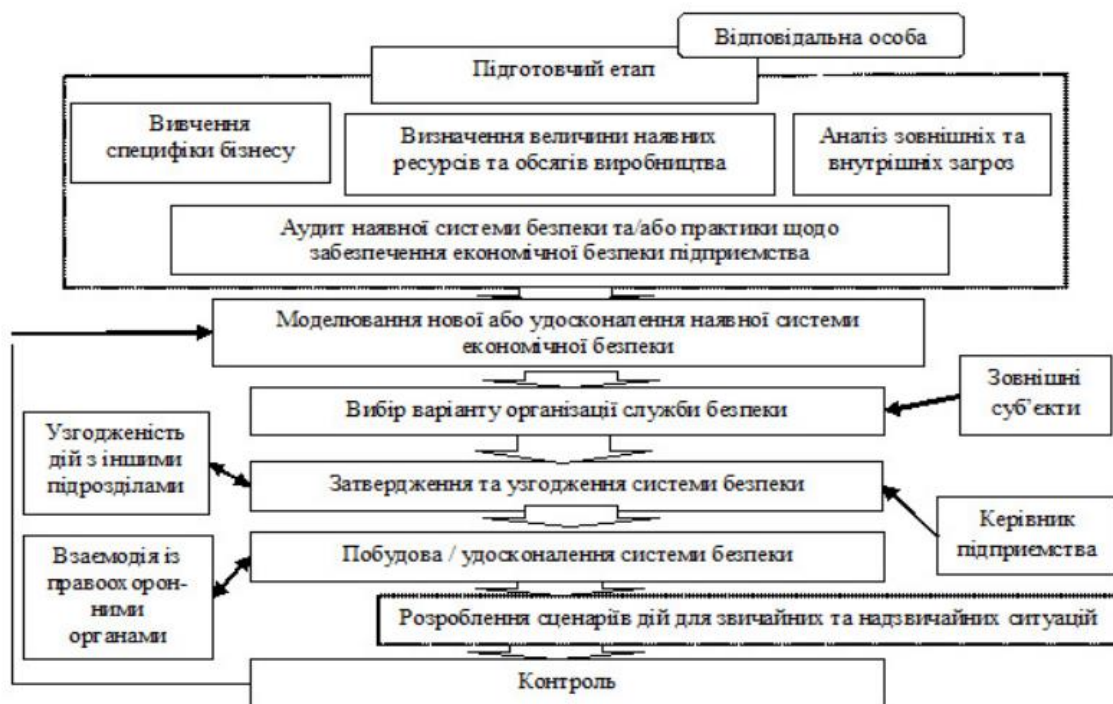 Відповідальна особа
Підготовчий етап
Вивчення
специфіки бізнесу
Визначення величини наявних
ресурсів та обсягів виробництва
Аналіз зовнішніх та
внутрішніх загроз
Аудит наявної системи безпеки та/або практики щодо
забезпечення економічної безпеки підприємства
Моделювання нової або удосконалення наявної системи
економічної безпеки
Зовнішні
суб’єкти
Вибір варіанту організації служби безпеки
Узгодженість
дій з іншими
підрозділами
Затвердження та узгодження системи безпеки
Керівник
підприємства
Побудова / удосконалення системи безпеки
Взаємодія із
правоохорон-
ними
органами
Розроблення сценаріїв дій для звичайних та надзвичайних ситуацій
Контроль